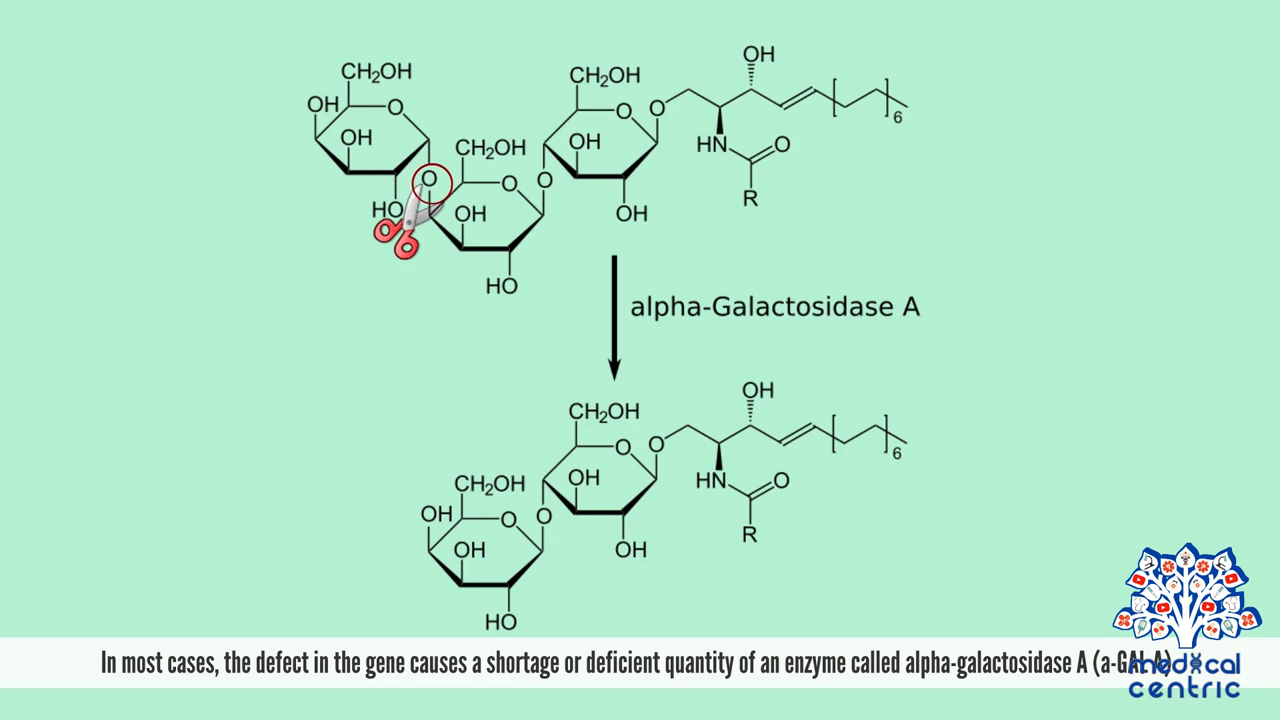 OH
CH₂OH
CH₂OH
OH
O
O
O
6
OH
CH₂OH
OH
HN
O
O
O
O
R
HO
OH
OH
HO
alpha-Galactosidase A
OH
CH₂OH
O
O
6
CH₂OH
OH
HN
O
OH
O
O
R
OH
OH
HO
In most cases, the defect in the gene causes a shortage or deficient quantity of an enzyme called alpha-galactosidase A (a-GAL A)
medical
centric